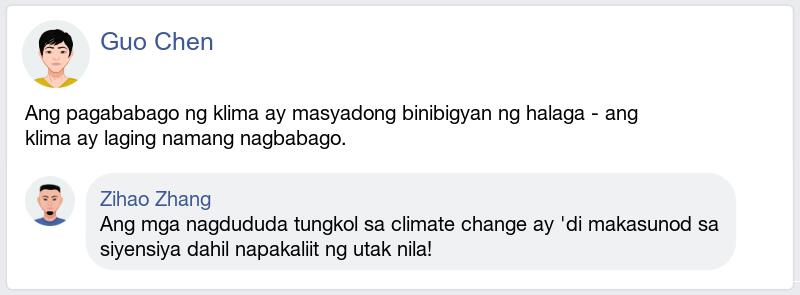 Guo Chen
Ang pagababago ng klima ay masyadong binibigyan ng halaga - ang
klima ay laging namang nagbabago.
Zihao Zhang
Ang mga nagdududa tungkol sa climate change ay 'di makasunod sa
siyensiya dahil napakaliit ng utak nila!